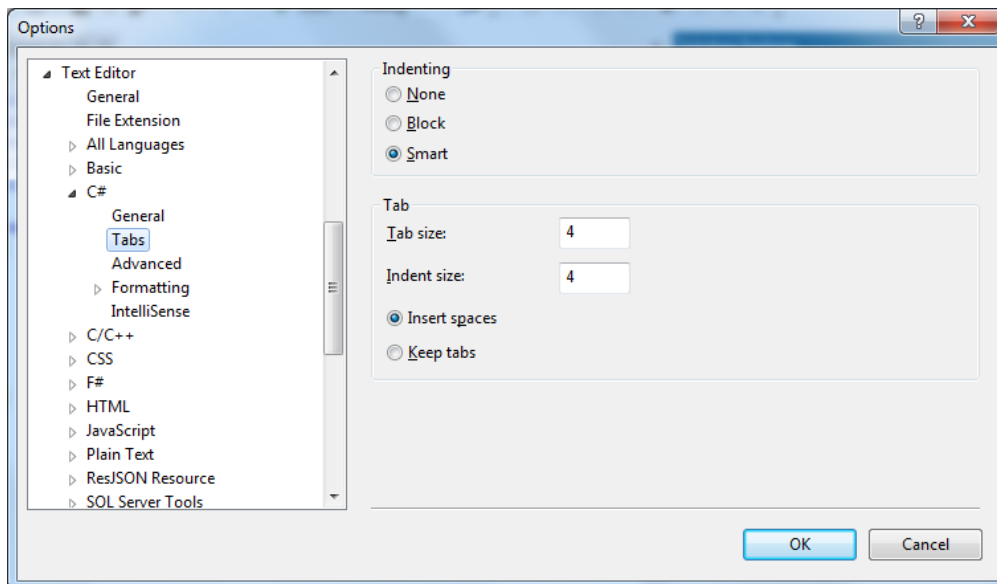 Options
Text Editor
General
File Extension
All Languages
Basic
C#
General
Tabs
Advanced
Formatting
IntelliSense
C/C++
CSS
F#
HTML
JavaScript
Plain Text
ResJSON Resource
SQL Server Tools
Indenting
None
Block
Smart
Tab
Tab size: 4
Indent size: 4
Insert spaces
Keep tabs
OK Cancel